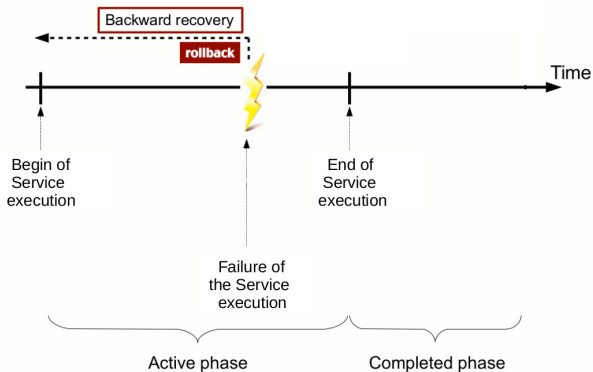 Backward recovery
rollback
Time
Begin of
Service
execution
End of
Service
execution
Failure of
the Service
execution
Active phase
Completed phase